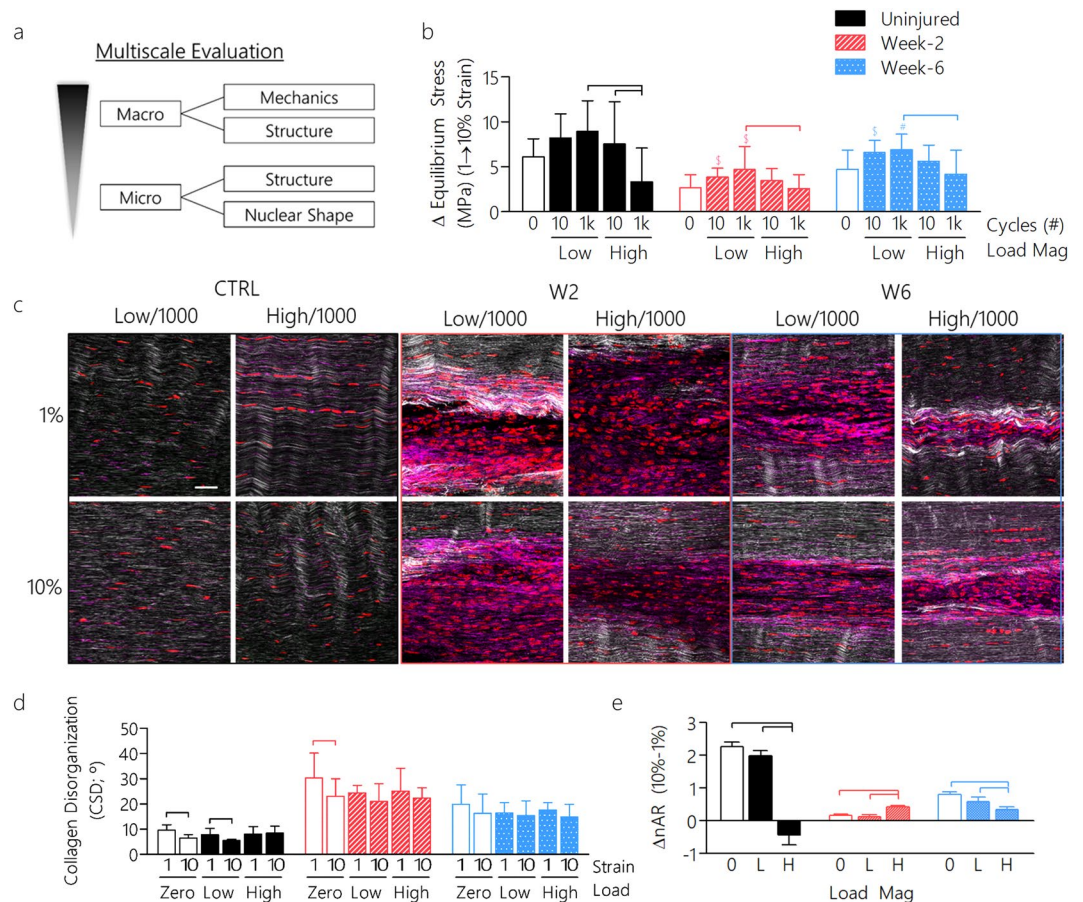 a
Multiscale Evaluation
Macro
Mechanics
Structure
Micro
Structure
Nuclear Shape
b
Uninjured
Week-2
Week-6
Δ Equilibrium Stress
(MPa) (1→10% Strain)
15
10
5
0
$ $ $ #
0 10 1k 10 1k 0 10 1k 10 1k 0 10 1k 10 1k Cycles (#)
Low High Low High Low High Load Mag
c
CTRL W2 W6
Low/1000 High/1000 Low/1000 High/1000 Low/1000 High/1000
1%
10%
d
Collagen Disorganization
(CSD; º)
50
40
30
20
10
0
1 10 1 10 1 10 1 10 1 10 1 10 1 10 1 10 1 10 Strain
Zero Low High Zero Low High Zero Low High Load
e
ΔnAR (10%-1%)
3
2
1
0
-1
0 L H 0 L H 0 L H
Load Mag